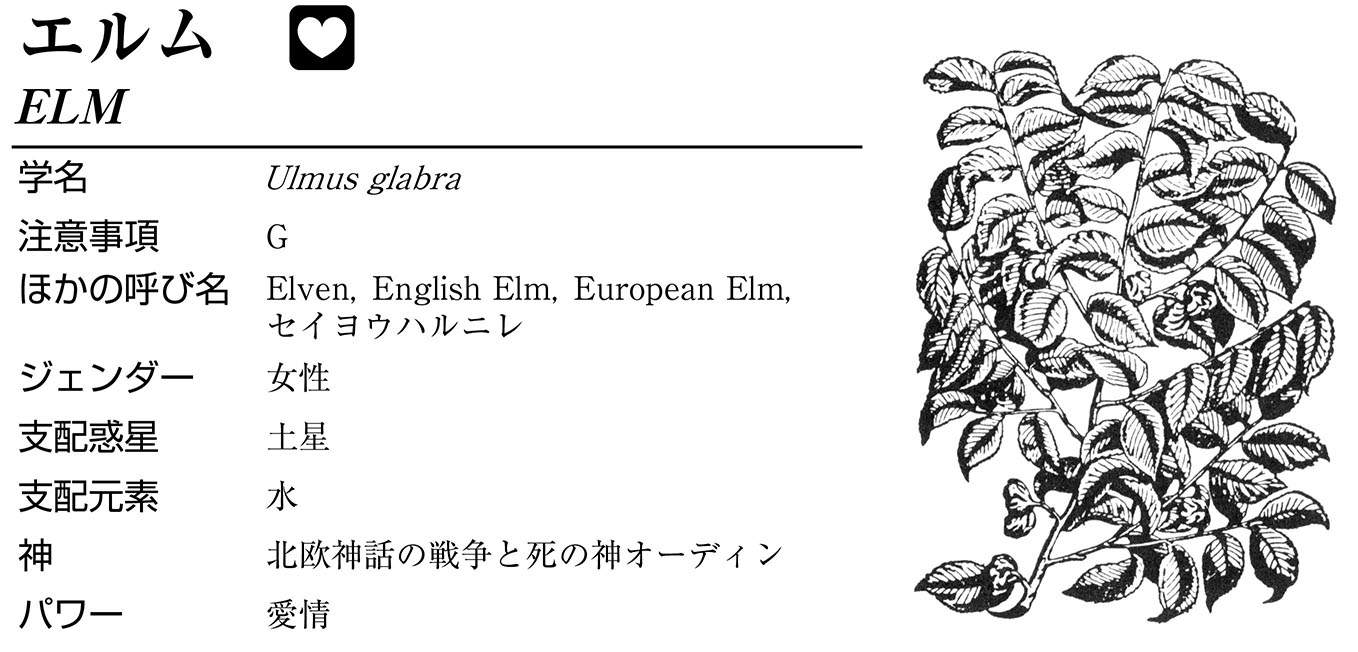 エルム
ELM
学名 Ulmus glabra
注意事項 G
ほかの呼び名 Elven, English Elm, European Elm,
セイヨウハルニレ
ジェンダー 女性
支配惑星 土星
支配元素 水
神 北欧神話の戦争と死の神オーディン
パワー 愛情